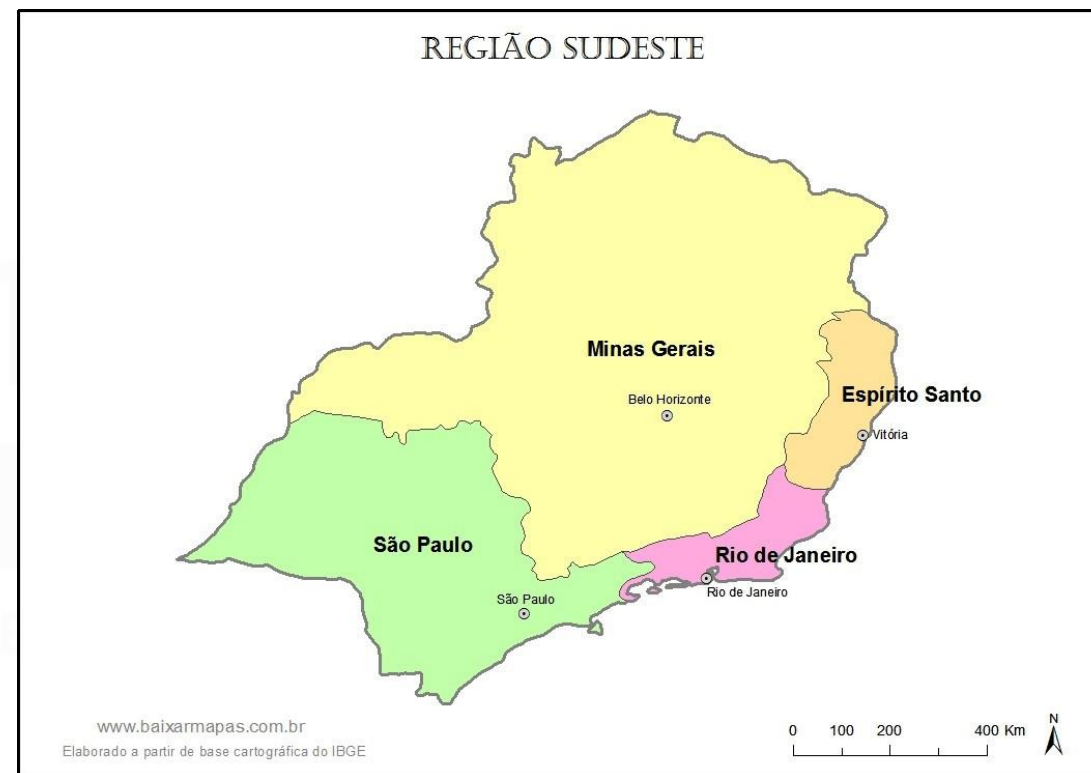 REGIÃO SUDESTE
Minas Gerais
Belo Horizonte
Espírito Santo
Vitória
São Paulo
Rio de Janeiro
Rio de Janeiro
São Paulo
www.baixarmapas.com.br
Elaborado a partir de base cartográfica do IBGE
0 100 200 400 Km
N